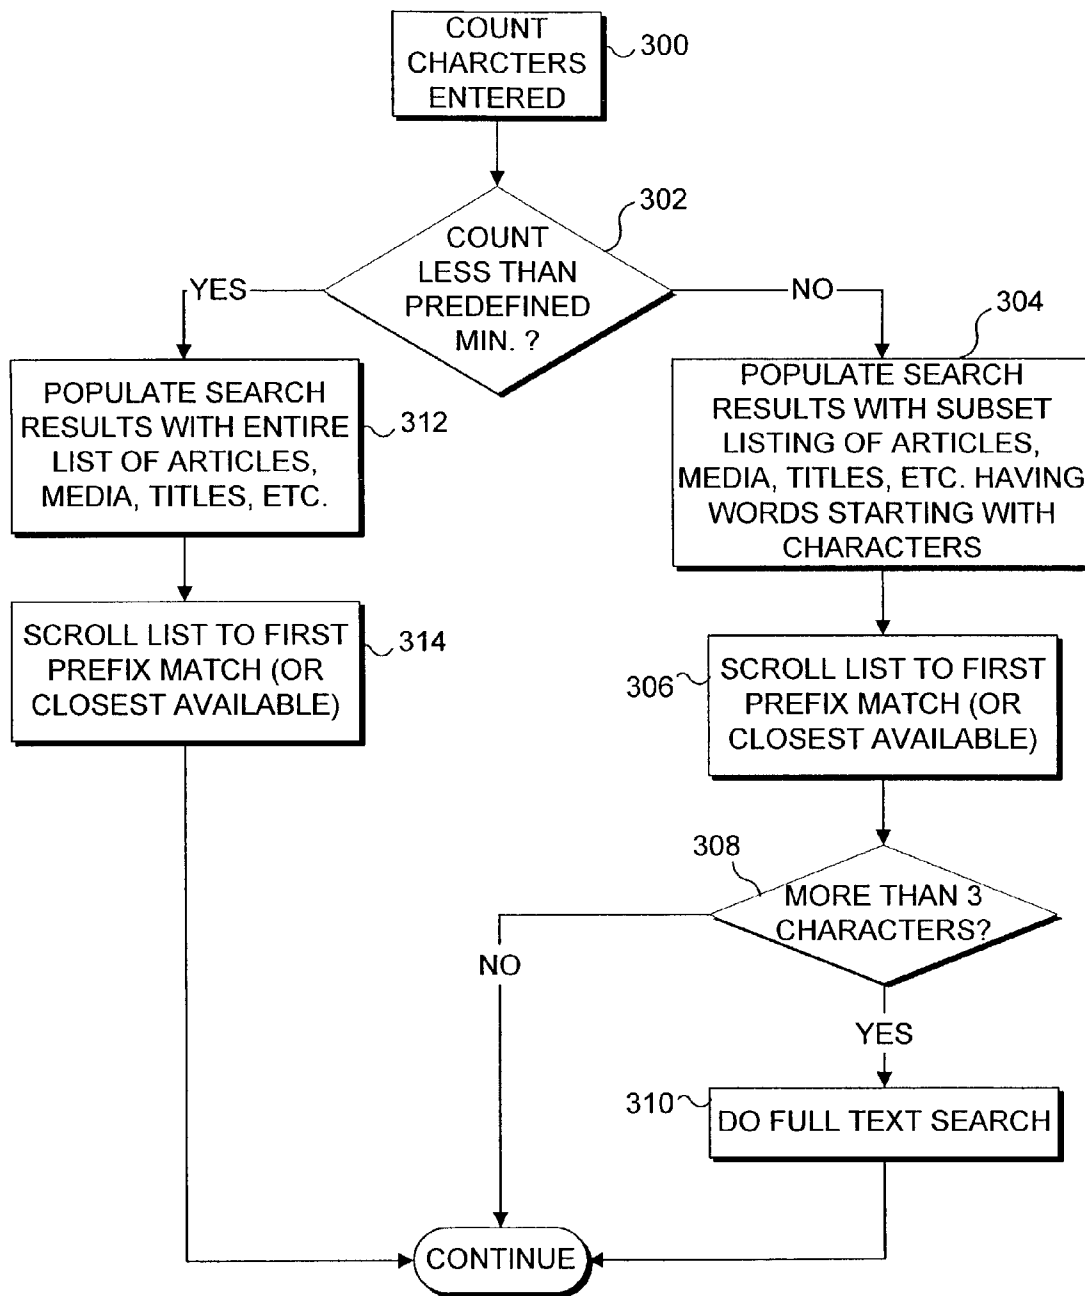 COUNT
CHARCTERS
ENTERED
300
302
COUNT
LESS THAN
PREDEFINED
MIN. ?
YES
NO
304
POPULATE SEARCH
RESULTS WITH ENTIRE
LIST OF ARTICLES,
MEDIA, TITLES, ETC.
312
POPULATE SEARCH
RESULTS WITH SUBSET
LISTING OF ARTICLES,
MEDIA, TITLES, ETC. HAVING
WORDS STARTING WITH
CHARACTERS
SCROLL LIST TO FIRST
PREFIX MATCH (OR
CLOSEST AVAILABLE)
314
306
SCROLL LIST TO FIRST
PREFIX MATCH (OR
CLOSEST AVAILABLE)
308
MORE THAN 3
CHARACTERS?
NO
YES
310
DO FULL TEXT SEARCH
CONTINUE